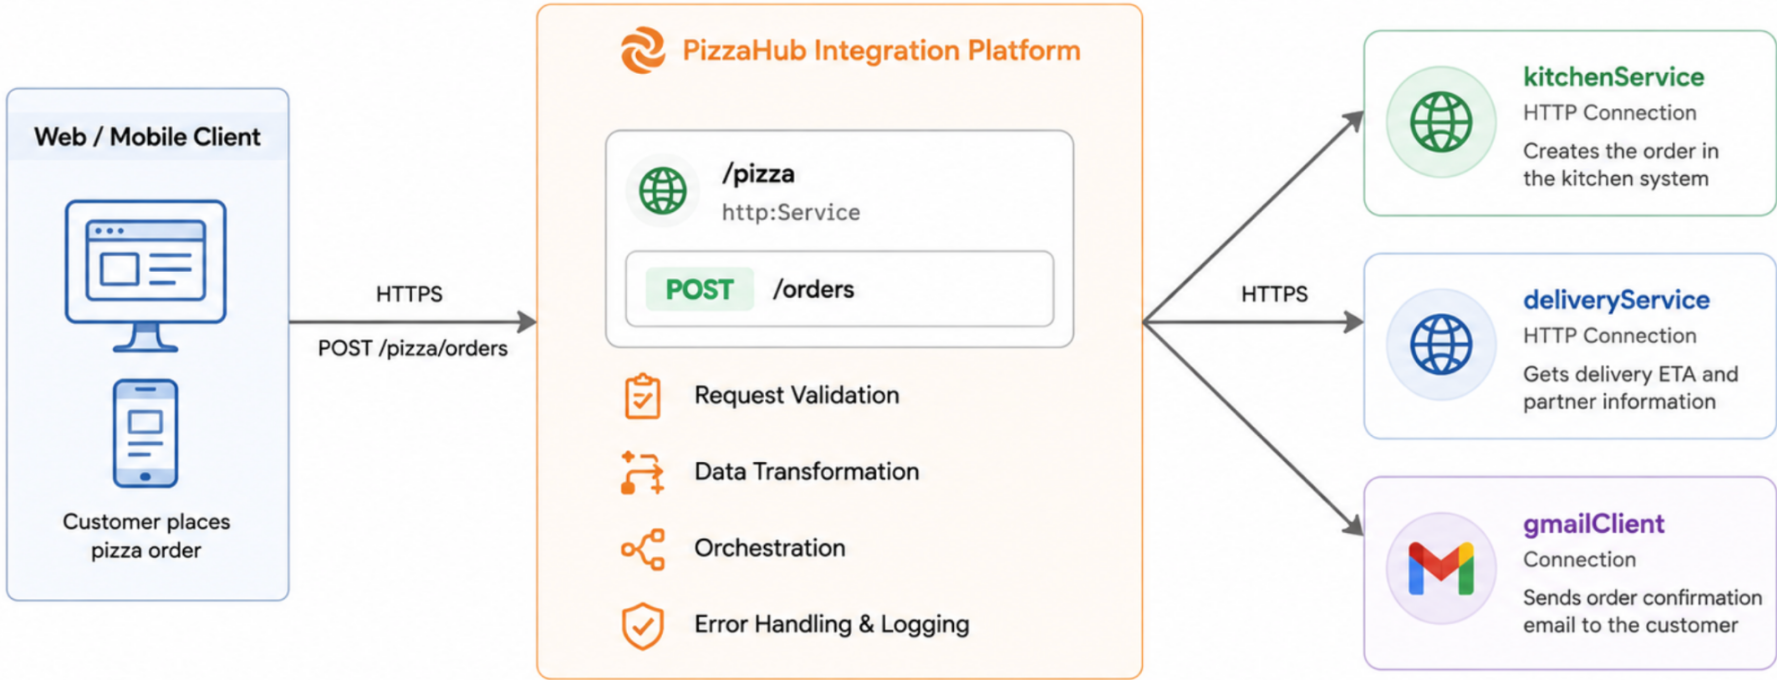 Web / Mobile Client
Customer places
pizza order
HTTPS
POST /pizza/orders
PizzaHub Integration Platform
/pizza
http:Service
POST /orders
Request Validation
Data Transformation
Orchestration
Error Handling & Logging
HTTPS
kitchenService
HTTP Connection
Creates the order in
the kitchen system
deliveryService
HTTP Connection
Gets delivery ETA and
partner information
gmailClient
Connection
Sends order confirmation
email to the customer